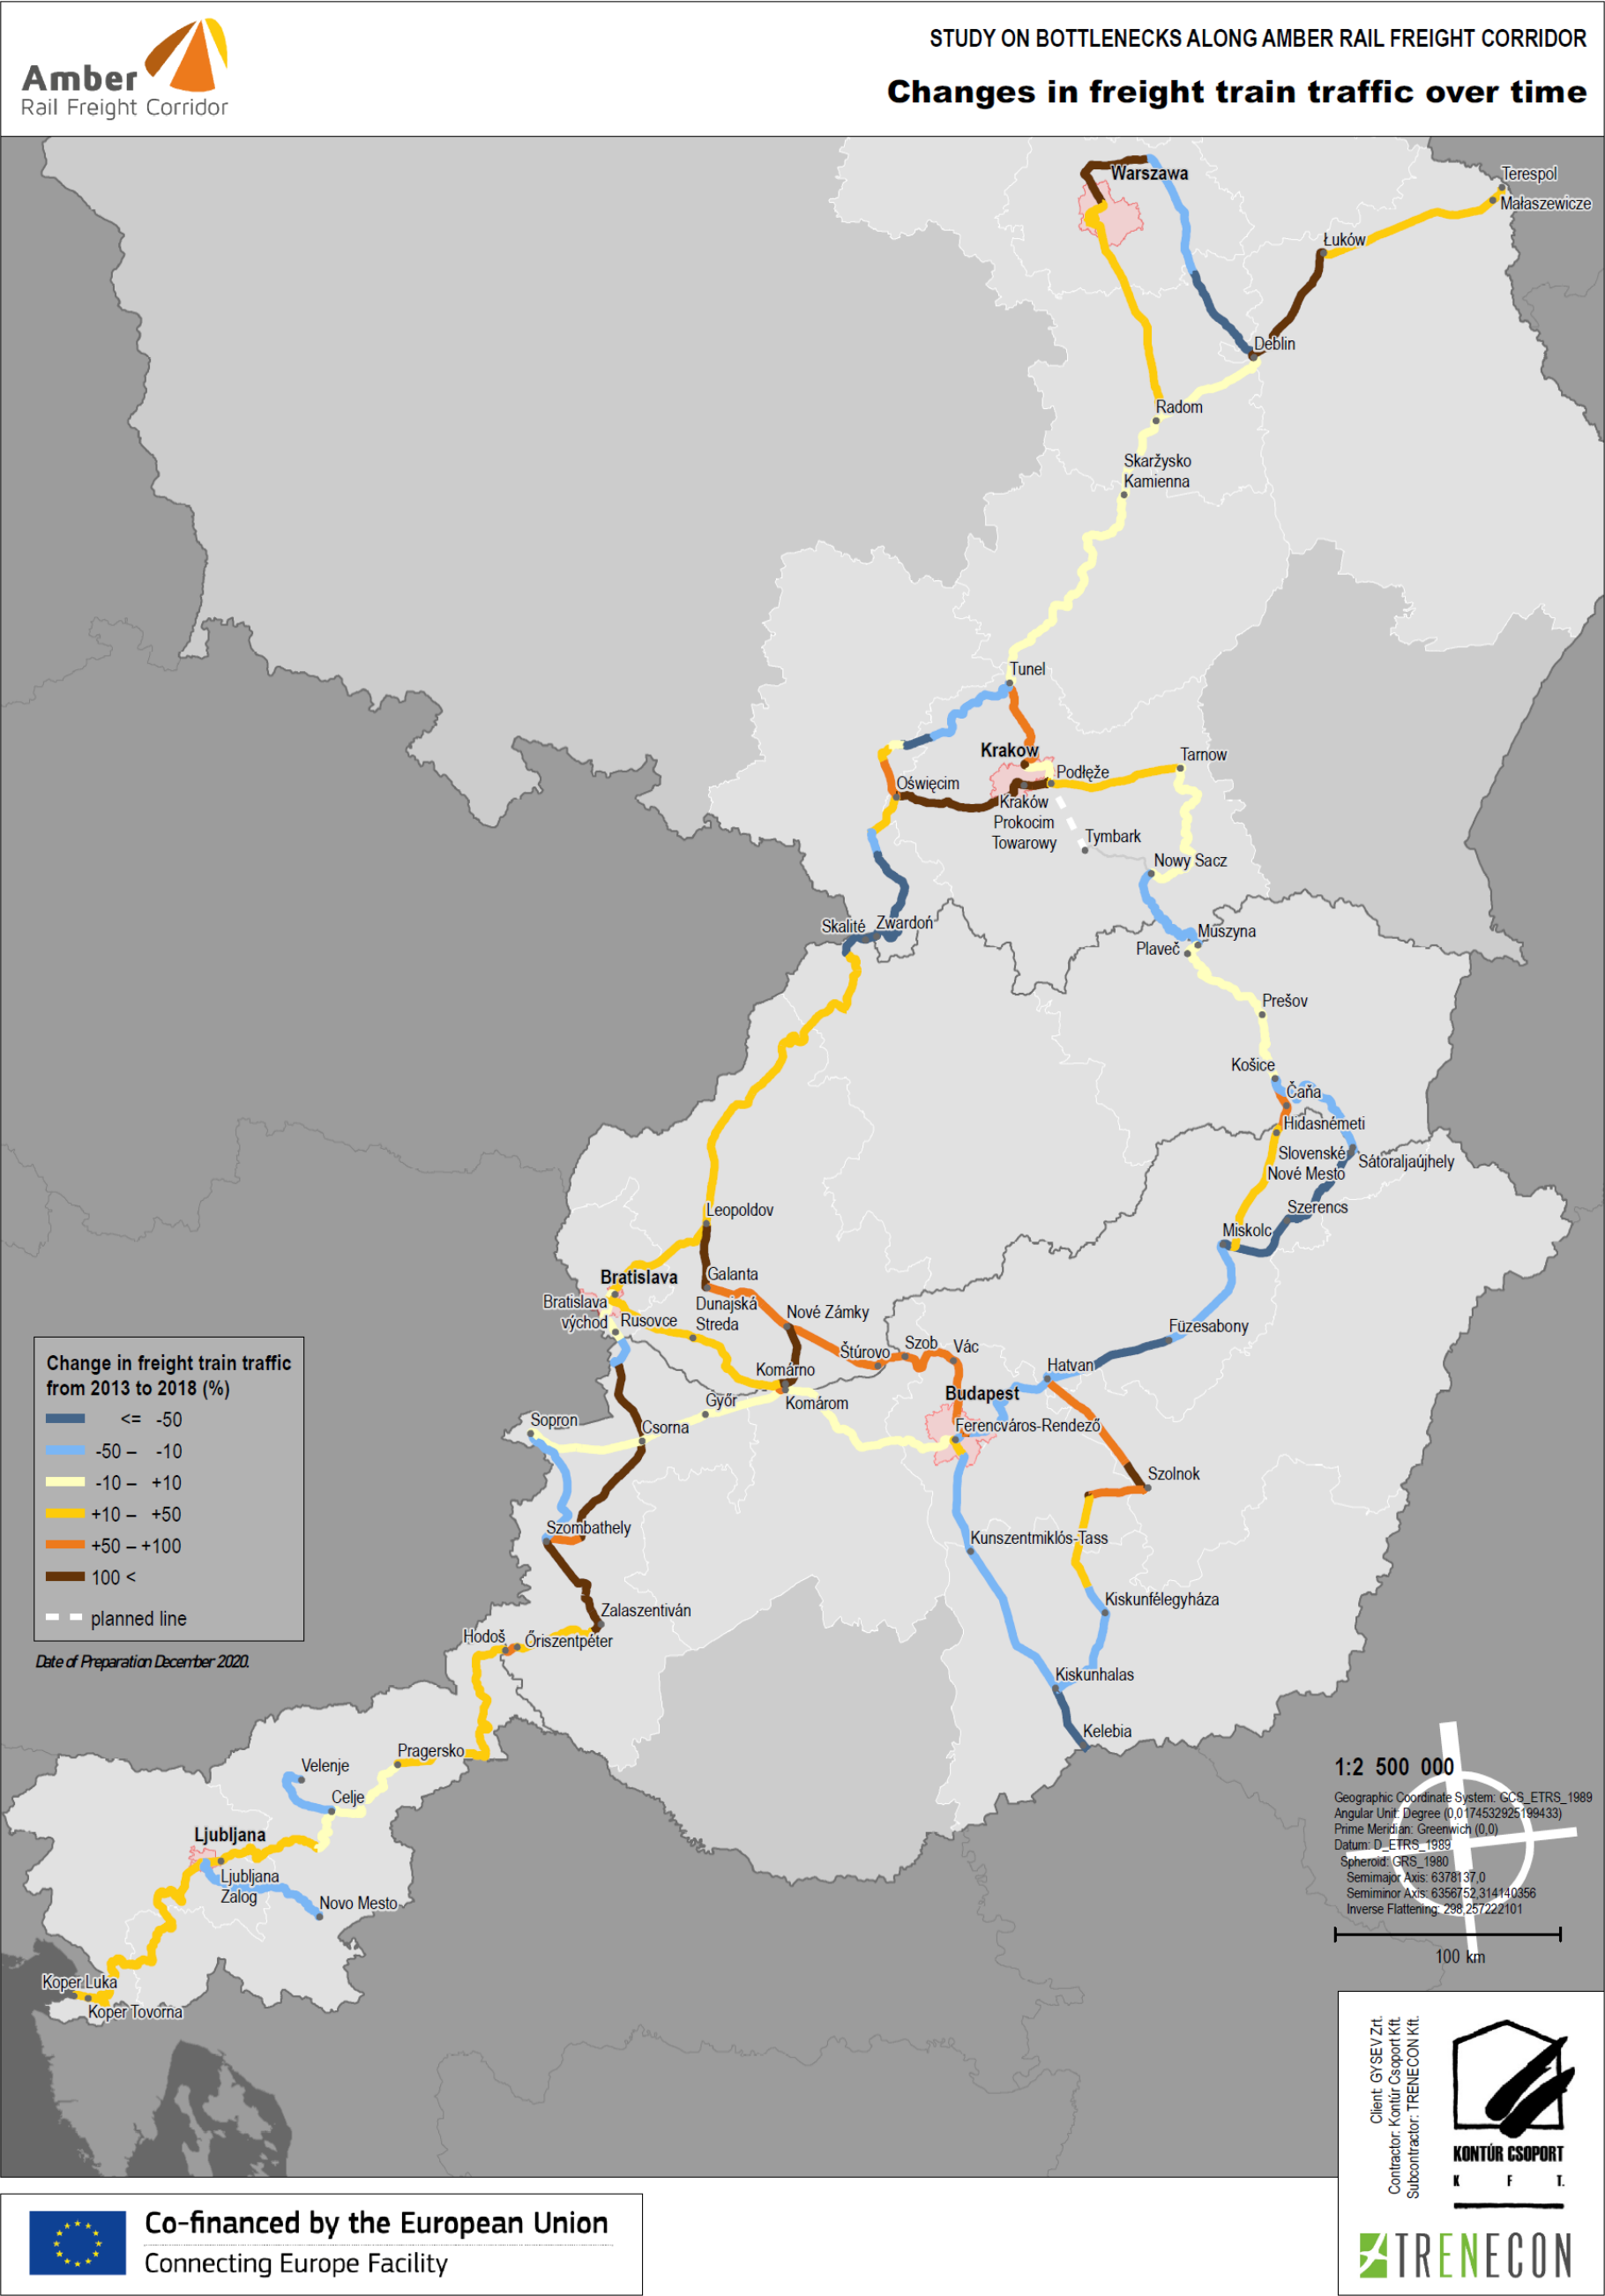 Amber
Rail Freight Corridor
STUDY ON BOTTLENECKS ALONG AMBER RAIL FREIGHT CORRIDOR
Changes in freight train traffic over time
Warszawa
Terespol
Małaszewicze
Łuków
Dęblin
Radom
Skaržysko
Kamienna
Tunel
Krakow
Podłęże
Tarnow
Oświęcim
Kraków
Prokocim
Towarowy
Tymbark
Nowy Sacz
Skalité
Zwardoń
Muszyna
Plaveč
Prešov
Košice
Čaňa
Hidasnémeti
Slovenské
Nové Mesto
Sátoraljaújhely
Szerencs
Miskolc
Leopoldov
Bratislava
Galanta
Bratislava
východ
Rusovce
Dunajská
Streda
Nové Zámky
Štúrovo
Szob
Vác
Füzesabony
Hatvan
Komárno
Komárom
Budapest
Győr
Sopron
Csorna
Ferencváros-Rendező
Szolnok
Szombathely
Kunszentmiklós-Tass
Kiskunfélegyháza
Zalaszentiván
Hodoš
Őriszentpéter
Kiskunhalas
Kelebia
Pragersko
Velenje
Celje
Ljubljana
Ljubljana
Zalog
Novo Mesto
Koper Luka
Koper Tovorna
Change in freight train traffic
from 2013 to 2018 (%)
<= -50
-50 – -10
-10 – +10
+10 – +50
+50 – +100
100 <
planned line
Date of Preparation December 2020.
1:2 500 000
Geographic Coordinate System: GCS_ETRS_1989
Angular Unit: Degree (0,0174532925199433)
Prime Meridian: Greenwich (0,0)
Datum: D_ETRS_1989
Spheroid: GRS_1980
Semimajor Axis: 6378137,0
Semiminor Axis: 6356752,314140356
Inverse Flattening: 298,257222101
100 km
Client: GYSEV Zrt.
Contractor: Kontúr Csoport Kft.
Subcontractor: TRENECON Kft.
KONTÚR CSOPORT
K F T.
TRENECON
Co-financed by the European Union
Connecting Europe Facility